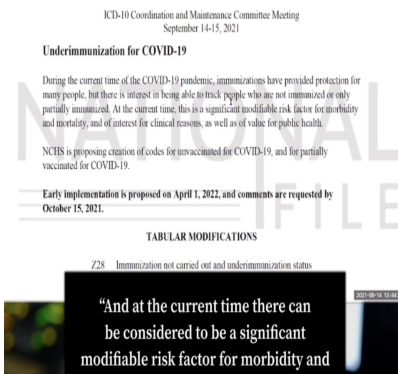 ICD-10 Coordination and Maintenance Committee Meeting
September 14-15, 2021
Underimmunization for COVID-19
During the current time of the COVID-19 pandemic, immunizations have provided protection for
many people, but there is interest in being able to track people who are not immunized or only
partially immunized. At the current time, this is a significant modifiable risk factor for morbidity
and mortality, and of interest for clinical reasons, as well as of value for public health.
NCHS is proposing creation of codes for unvaccinated for COVID-19, and for partially
vaccinated for COVID-19.
Early implementation is proposed on April 1, 2022, and comments are requested by
October 15, 2021.
TABULAR MODIFICATIONS
Z28 Immunization not carried out and underimmunization status
NATIONAL
FILE
2021-09-14 13:44
“And at the current time there can
be considered to be a significant
modifiable risk factor for morbidity and